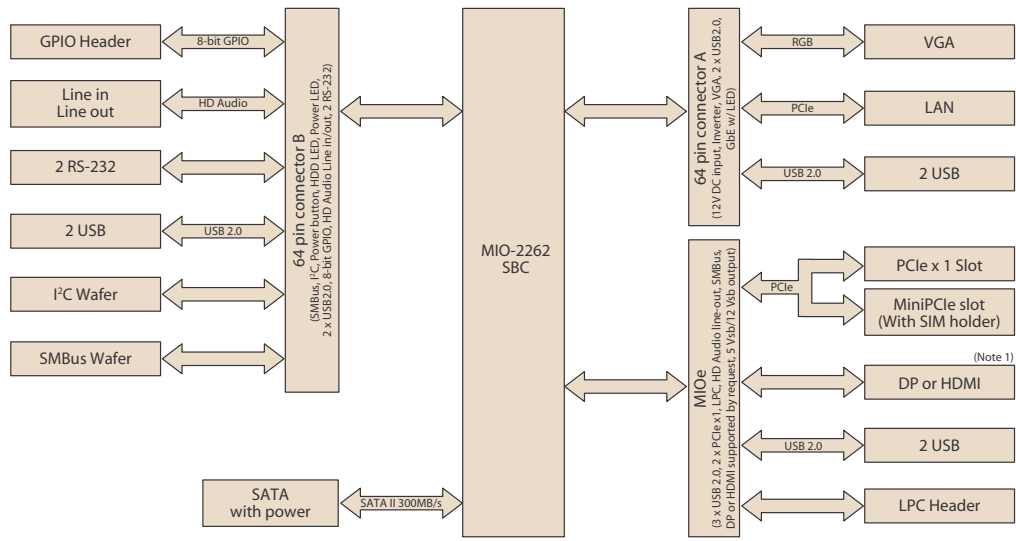 GPIO Header
8-bit GPIO
Line in
Line out
HD Audio
2 RS-232
2 USB
USB 2.0
I²C Wafer
SMBus Wafer
64 pin connector B
(SMBus, I²C, Power button, HDD LED, Power LED,
2 x USB2.0, 8-bit GPIO, HD Audio Line in/out, 2 RS-232)
SATA
with power
SATA II 300MB/s
MIO-2262
SBC
64 pin connector A
(12V DC input, Inverter, VGA, 2 x USB2.0,
GbE w/ LED)
RGB
VGA
PCIe
LAN
USB 2.0
2 USB
MIOe
(3 x USB 2.0, 2 x PCIe x1, LPC, HD Audio line-out, SMBus,
DP or HDMI supported by request, 5 Vsb/12 Vsb output)
PCIe
PCIe x 1 Slot
MiniPCIe slot
(With SIM holder)
(Note 1)
DP or HDMI
USB 2.0
2 USB
LPC Header